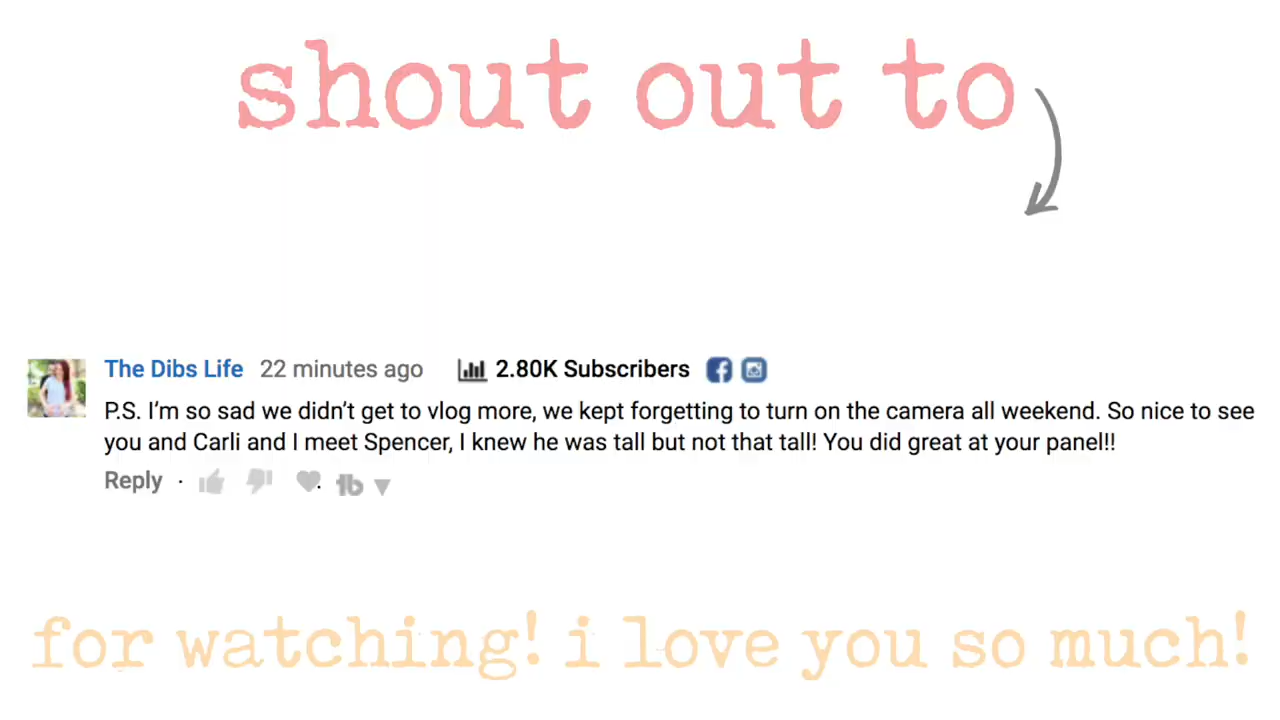 shout out to
The Dibs Life 22 minutes ago 2.80K Subscribers
P.S. I'm so sad we didn't get to vlog more, we kept forgetting to turn on the camera all weekend. So nice to see
you and Carli and I meet Spencer, I knew he was tall but not that tall! You did great at your panel!!
Reply · tb
for watching! i love you so much!